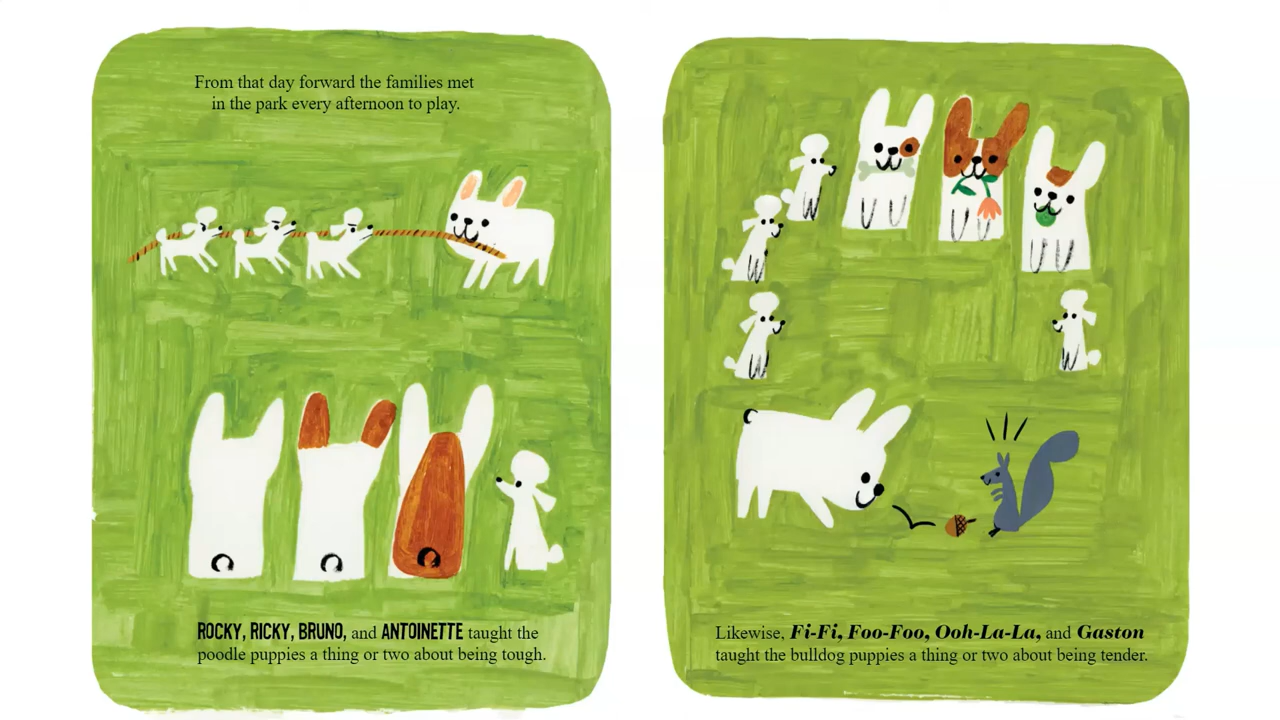 From that day forward the families met
in the park every afternoon to play.
ROCKY, RICKY, BRUNO, and ANTOINETTE taught the
poodle puppies a thing or two about being tough.
Likewise, Fi-Fi, Foo-Foo, Ooh-La-La, and Gaston
taught the bulldog puppies a thing or two about being tender.